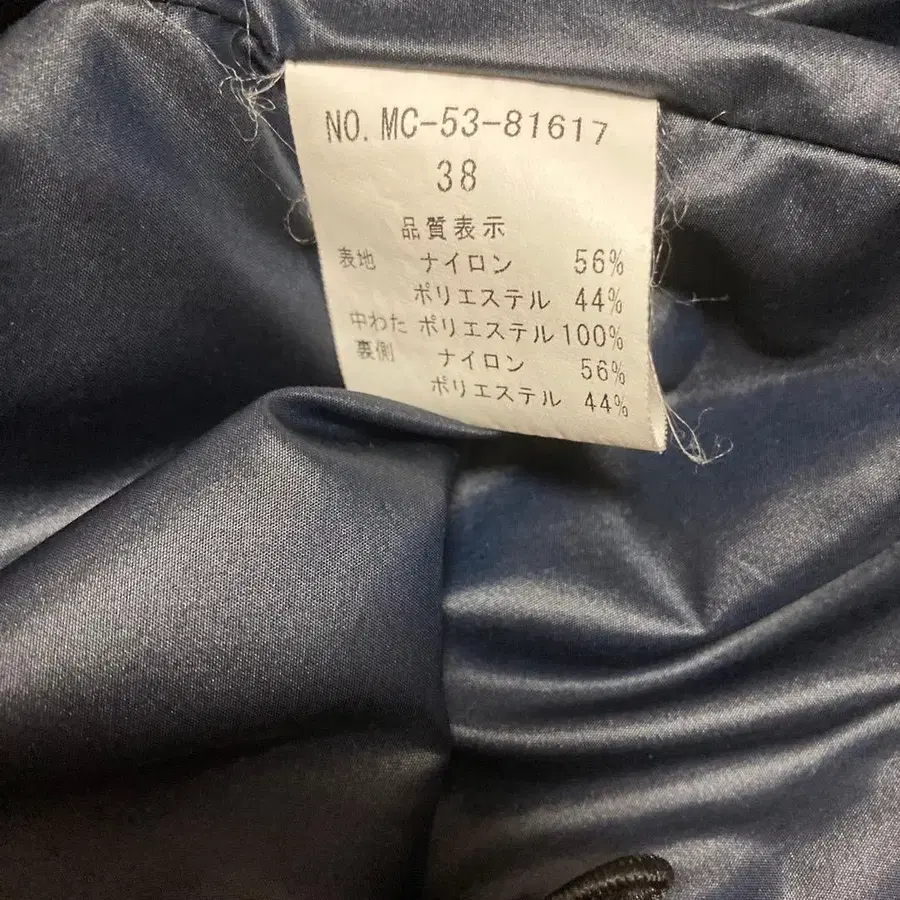 NO. MC-53-81617
38
品質表示
表地 ナイロン 56%
ポリエステル 44%
中わた ポリエステル 100%
裏側 ナイロン 56%
ポリエステル 44%